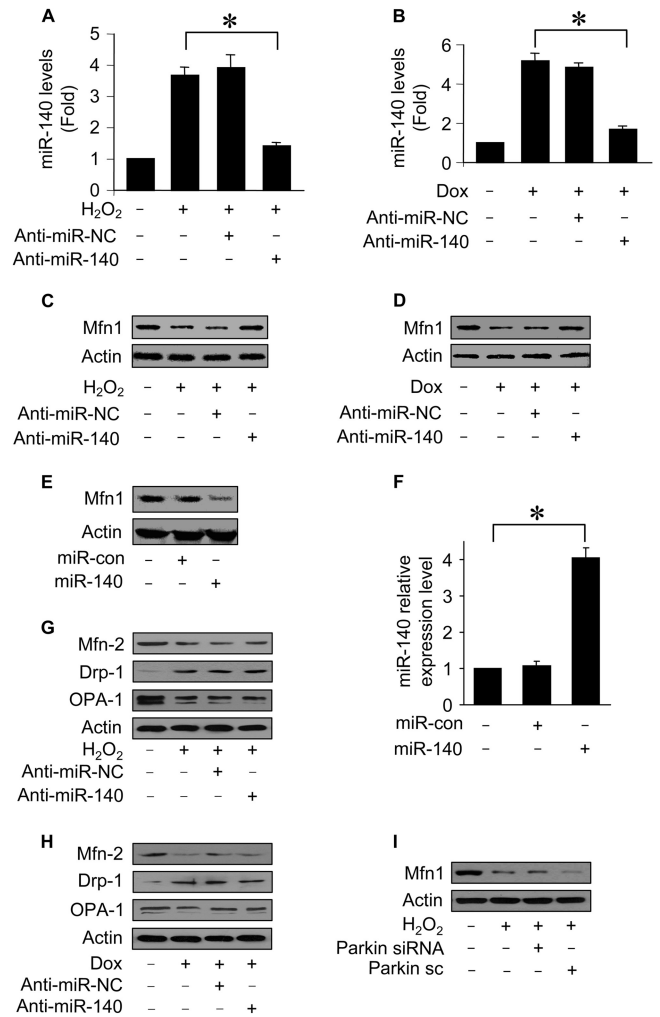 A
*
miR-140 levels
(Fold)
5
4
3
2
1
0
H₂O₂ – + + +
Anti-miR-NC – – + –
Anti-miR-140 – – – +
B
*
miR-140 levels
(Fold)
6
4
2
0
Dox – + + +
Anti-miR-NC – – + –
Anti-miR-140 – – – +
C
Mfn1
Actin
H₂O₂ – + + +
Anti-miR-NC – – + –
Anti-miR-140 – – – +
D
Mfn1
Actin
Dox – + + +
Anti-miR-NC – – + –
Anti-miR-140 – – – +
E
Mfn1
Actin
miR-con – + –
miR-140 – – +
F
*
miR-140 relative
expression level
4
2
1
0
miR-con – + –
miR-140 – – +
G
Mfn-2
Drp-1
OPA-1
Actin
H₂O₂ – + + +
Anti-miR-NC – – + –
Anti-miR-140 – – – +
H
Mfn-2
Drp-1
OPA-1
Actin
Dox – + + +
Anti-miR-NC – – + –
Anti-miR-140 – – – +
I
Mfn1
Actin
H₂O₂ – + + +
Parkin siRNA – – + –
Parkin sc – – – +